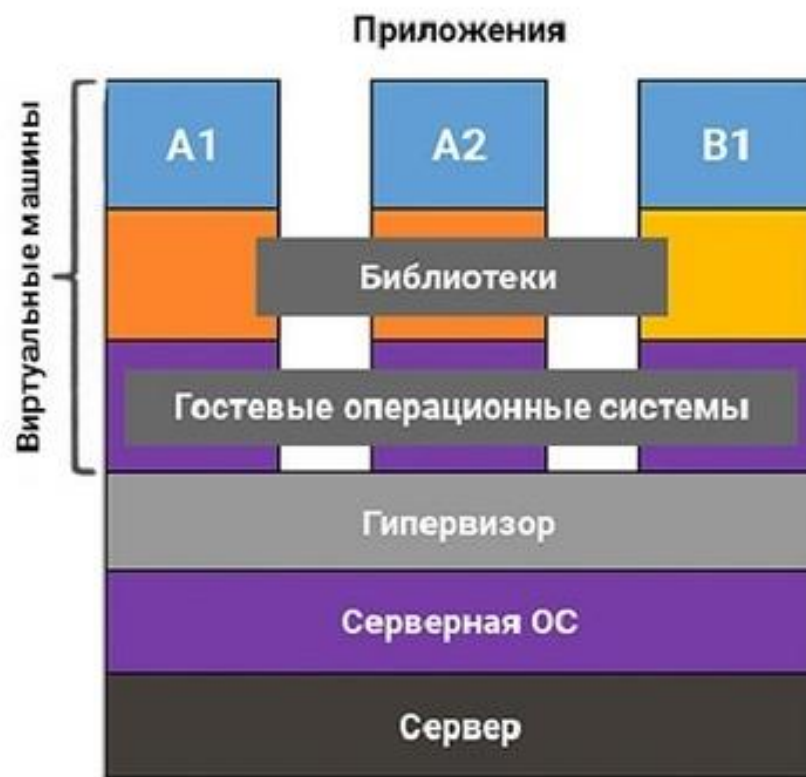 Приложения
Виртуальные машины
A1
A2
B1
Библиотеки
Гостевые операционные системы
Гипервизор
Серверная ОС
Сервер